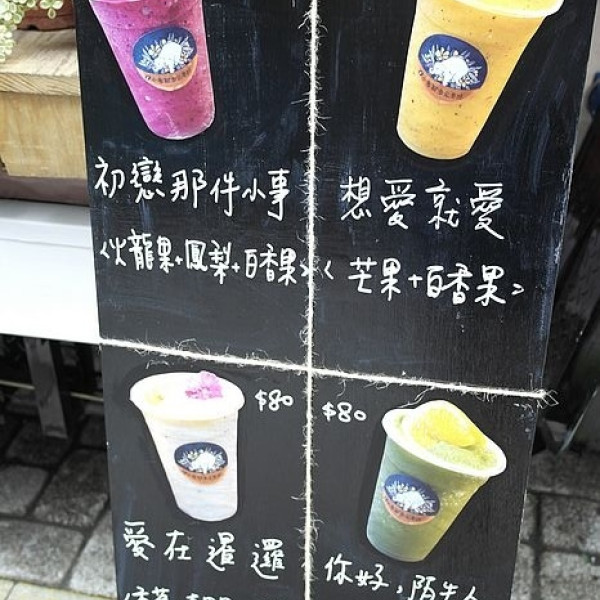 初戀那件小事
<火龍果+鳳梨+百香果>
想愛就愛
<芒果+百香果>
$80
愛在暹邏
$80
你好,陌生人